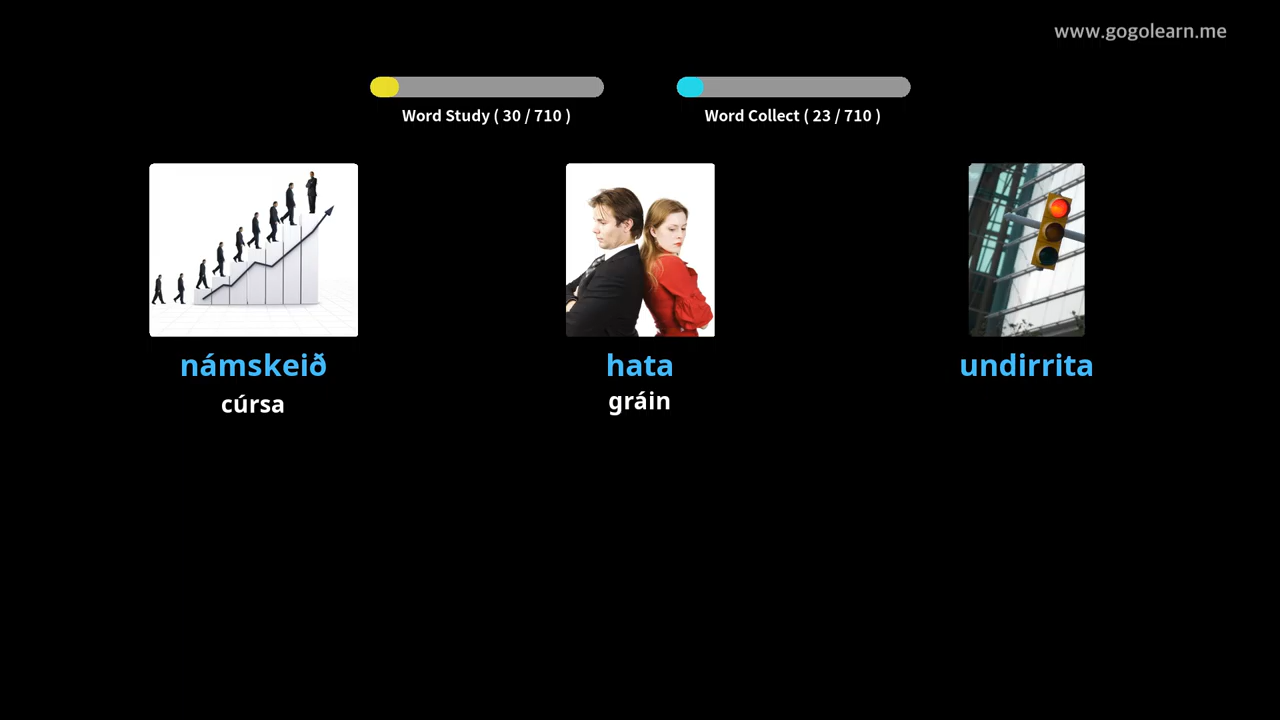 www.gogolearn.me
Word Study ( 30 / 710 )
Word Collect ( 23 / 710 )
námskeið
hata
undirrita
cúrsa
gráin